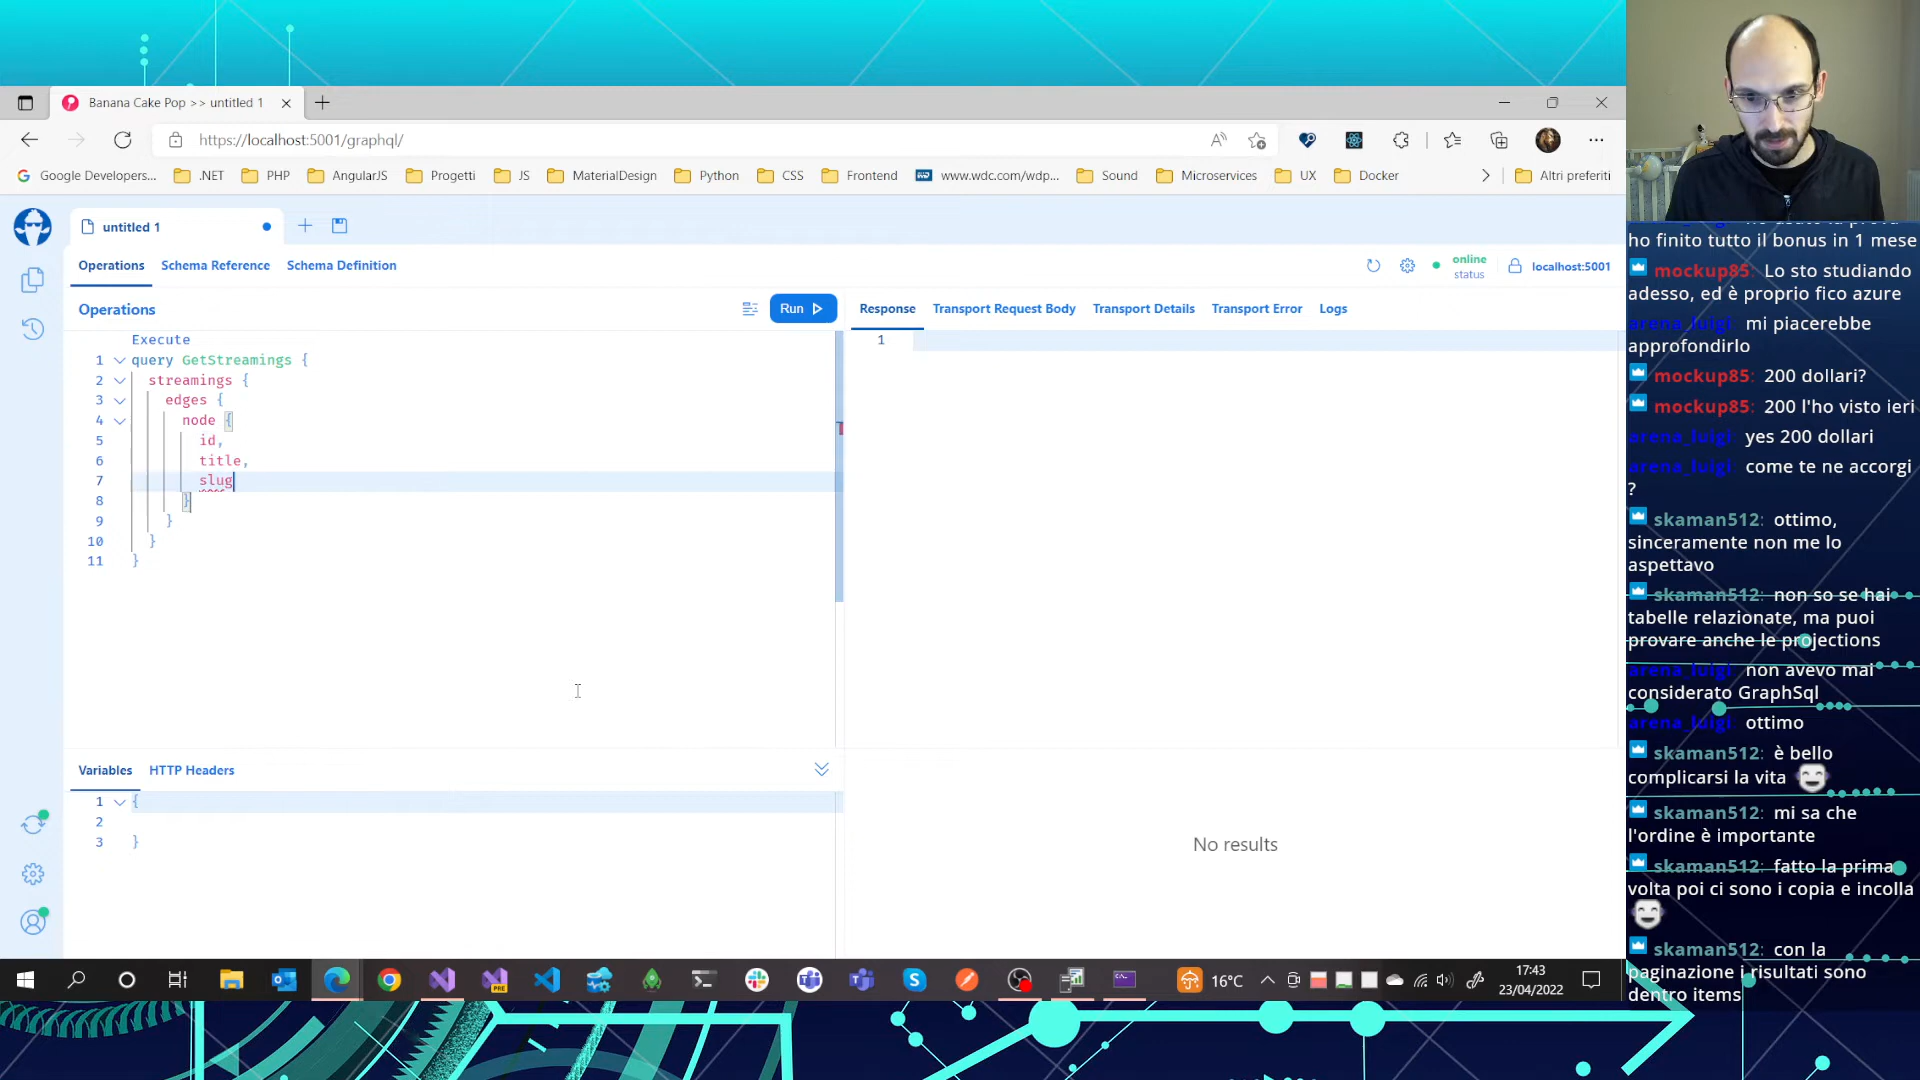 Banana Cake Pop >> untitled 1
https://localhost:5001/graphql/
Google Developers...
.NET
PHP
AngularJS
Progetti
JS
MaterialDesign
Python
CSS
Frontend
www.wdc.com/wdp...
Sound
Microservices
UX
Docker
Altri preferiti
untitled 1
Operations
Schema Reference
Schema Definition
online
status
localhost:5001
Operations
Run
Response
Transport Request Body
Transport Details
Transport Error
Logs
Execute
1 query GetStreamings {
2 streamings {
3 edges {
4 node {
5 id,
6 title,
7 slug
8 }
9 }
10 }
11 }
1
Variables
HTTP Headers
1 {
2
3 }
No results
16°C
17:43
23/04/2022
PRE
ho finito tutto il bonus in 1 mese
mockup85: Lo sto studiando
adesso, ed è proprio fico azure
arena_luigi: mi piacerebbe
approfondirlo
mockup85: 200 dollari?
mockup85: 200 l'ho visto ieri
arena_luigi: yes 200 dollari
arena_luigi: come te ne accorgi
?
skaman512: ottimo,
sinceramente non me lo
aspettavo
skaman512: non so se hai
tabelle relazionate, ma puoi
provare anche le projections
arena_luigi: non avevo mai
considerato GraphSql
arena_luigi: ottimo
skaman512: è bello
complicarsi la vita
skaman512: mi sa che
l'ordine è importante
skaman512: fatto la prima
volta poi ci sono i copia e incolla
skaman512: con la
paginazione i risultati sono
dentro items